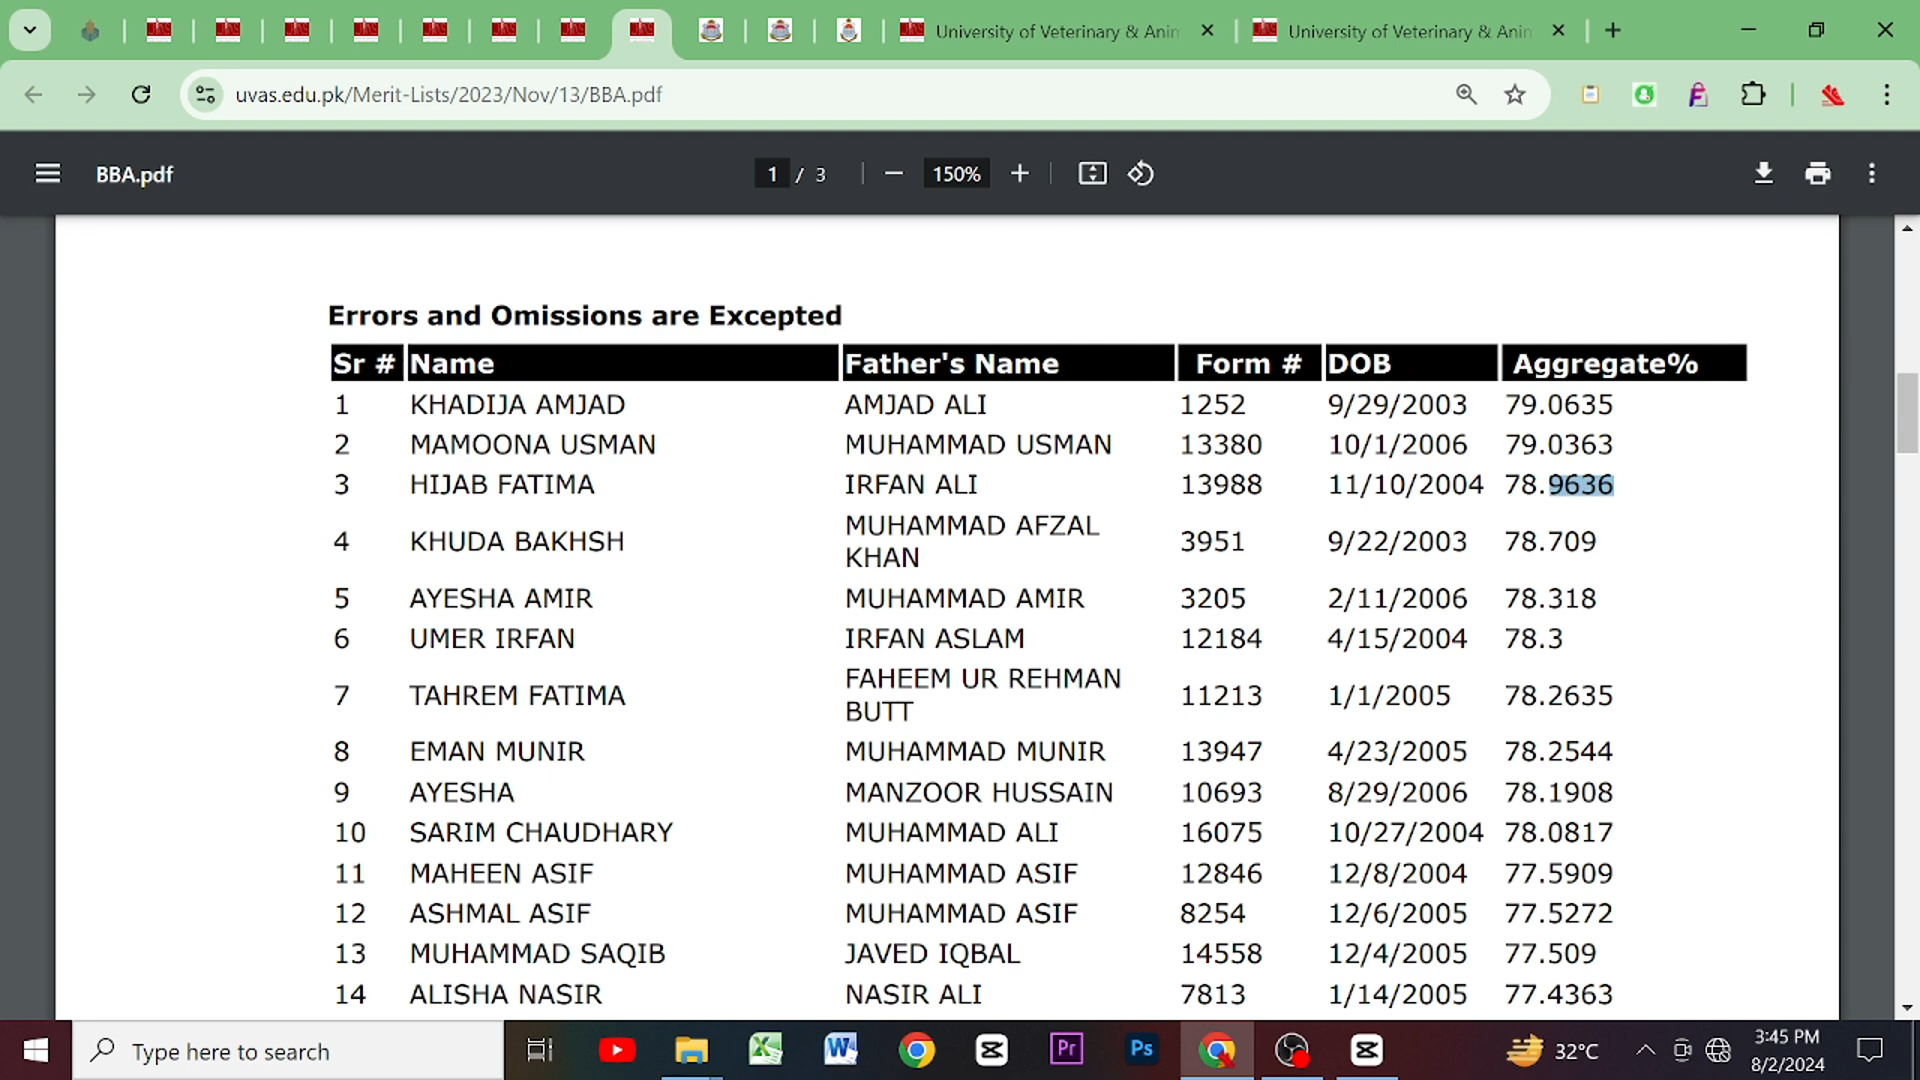 University of Veterinary & Anim
University of Veterinary & Anin
uvas.edu.pk/Merit-Lists/2023/Nov/13/BBA.pdf
BBA.pdf
1 / 3
150%
Errors and Omissions are Excepted
Sr # Name Father's Name Form # DOB Aggregate%
1 KHADIJA AMJAD AMJAD ALI 1252 9/29/2003 79.0635
2 MAMOONA USMAN MUHAMMAD USMAN 13380 10/1/2006 79.0363
3 HIJAB FATIMA IRFAN ALI 13988 11/10/2004 78.9636
4 KHUDA BAKHSH MUHAMMAD AFZAL KHAN 3951 9/22/2003 78.709
5 AYESHA AMIR MUHAMMAD AMIR 3205 2/11/2006 78.318
6 UMER IRFAN IRFAN ASLAM 12184 4/15/2004 78.3
7 TAHREM FATIMA FAHEEM UR REHMAN BUTT 11213 1/1/2005 78.2635
8 EMAN MUNIR MUHAMMAD MUNIR 13947 4/23/2005 78.2544
9 AYESHA MANZOOR HUSSAIN 10693 8/29/2006 78.1908
10 SARIM CHAUDHARY MUHAMMAD ALI 16075 10/27/2004 78.0817
11 MAHEEN ASIF MUHAMMAD ASIF 12846 12/8/2004 77.5909
12 ASHMAL ASIF MUHAMMAD ASIF 8254 12/6/2005 77.5272
13 MUHAMMAD SAQIB JAVED IQBAL 14558 12/4/2005 77.509
14 ALISHA NASIR NASIR ALI 7813 1/14/2005 77.4363
Type here to search
Pr
Ps
32°C
3:45 PM
8/2/2024